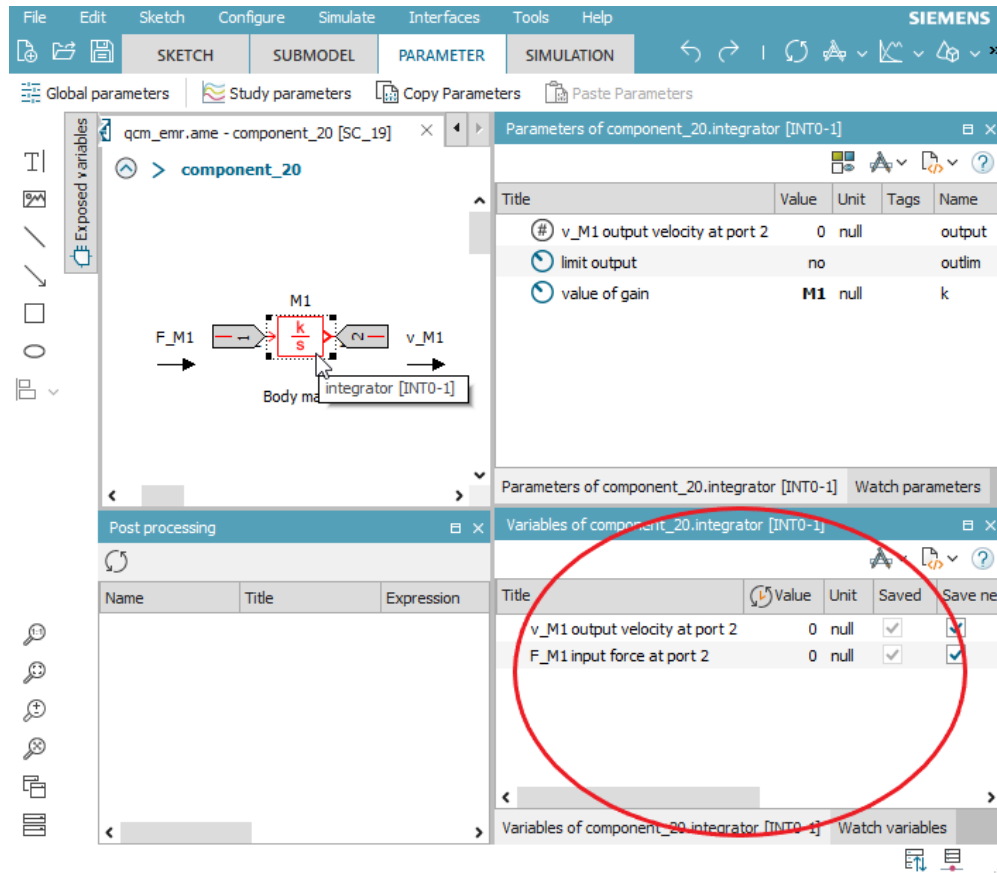 File Edit Sketch Configure Simulate Interfaces Tools Help SIEMENS
SKETCH SUBMODEL PARAMETER SIMULATION
Global parameters Study parameters Copy Parameters Paste Parameters
Exposed variables
qcm_emr.ame - component_20 [SC_19]
component_20
M1
F_M1 1 k s 2 v_M1
integrator [INT0-1]
Body ma
Parameters of component_20.integrator [INT0-1]
Title Value Unit Tags Name
# v_M1 output velocity at port 2 0 null output
limit output no outlim
value of gain M1 null k
Parameters of component_20.integrator [INT0-1] Watch parameters
Post processing
Name Title Expression
Variables of component_20.integrator [INT0-1]
Title Value Unit Saved Save ne
v_M1 output velocity at port 2 0 null
F_M1 input force at port 2 0 null
Variables of component_20.integrator [INT0-1] Watch variables